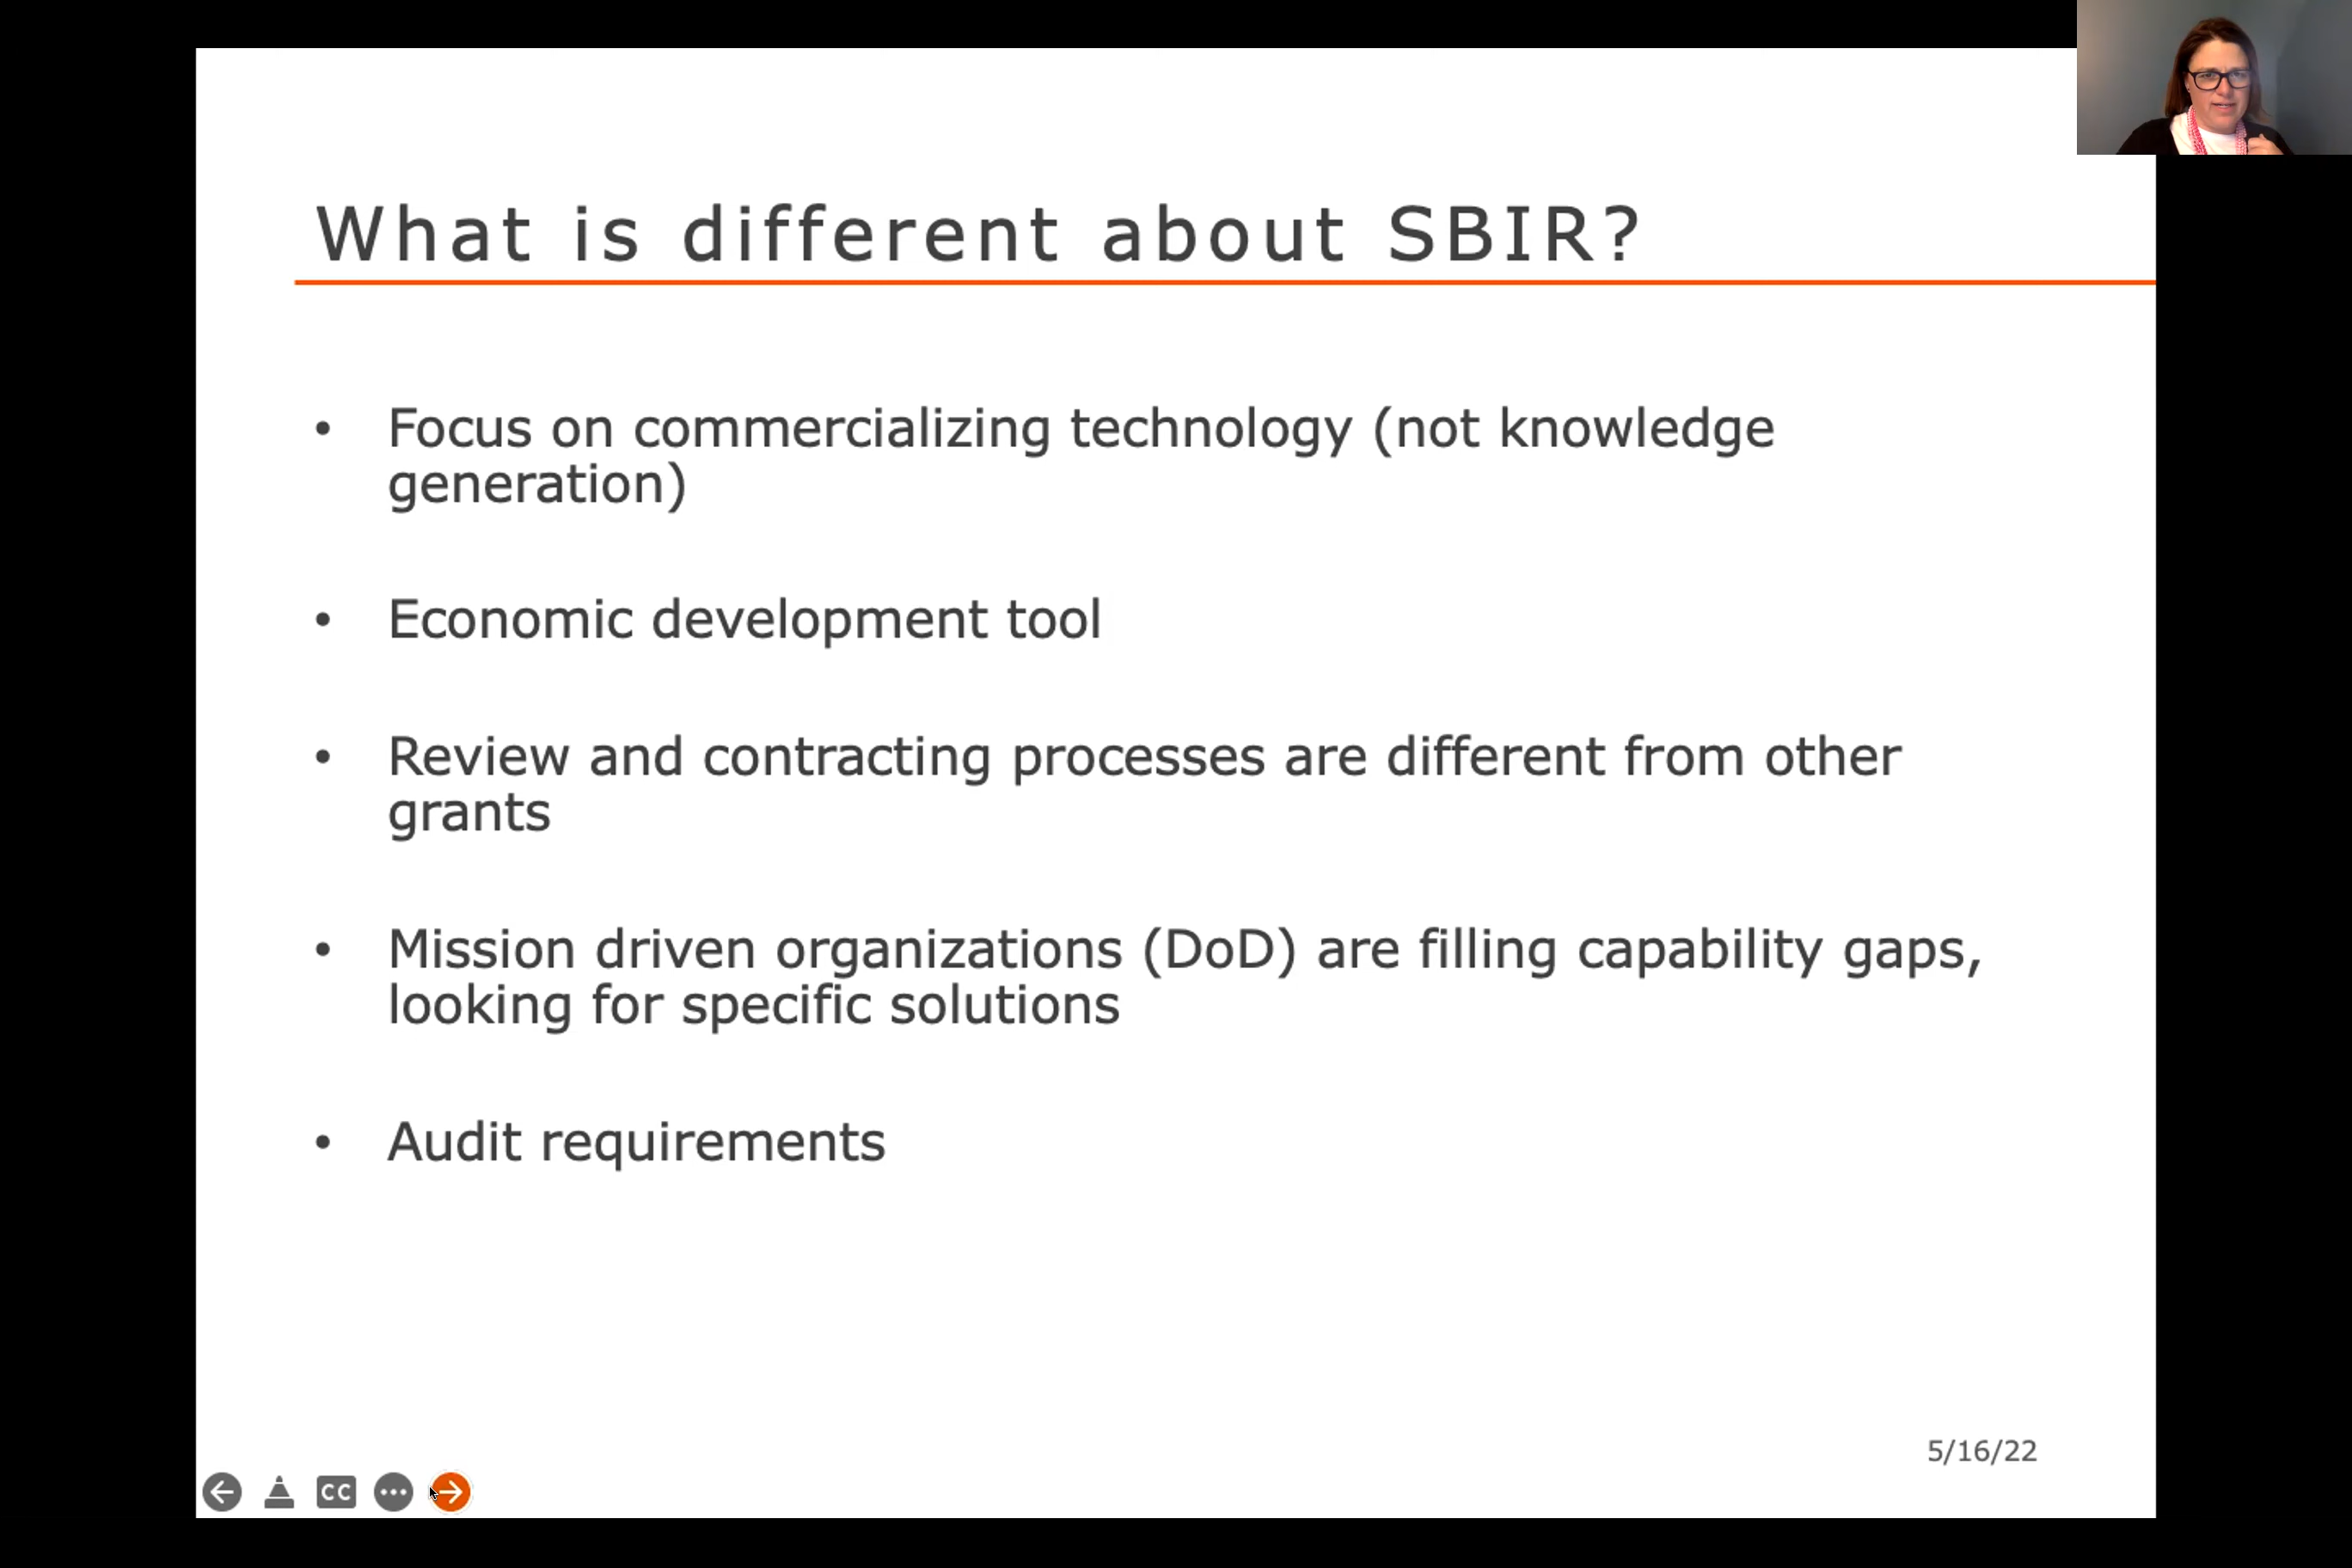 What is different about SBIR?
• Focus on commercializing technology (not knowledge
generation)
• Economic development tool
• Review and contracting processes are different from other
grants
• Mission driven organizations (DoD) are filling capability gaps,
looking for specific solutions
• Audit requirements
5/16/22
CC